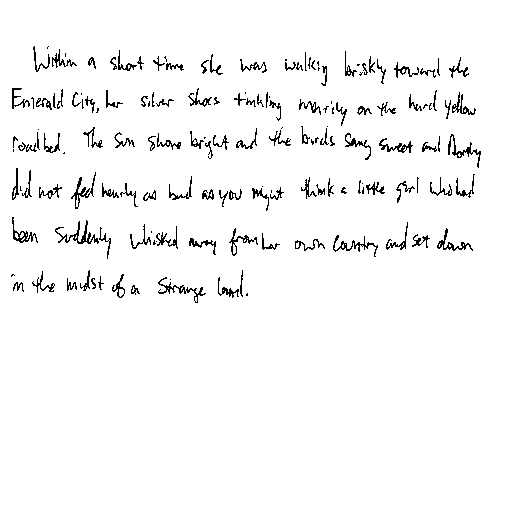 Within a short time she was walking briskly toward the
Emerald City, her silver shoes tinkling merrily on the hard yellow
roadbed. The sun shone bright and the birds sang sweet and Dorothy
did not feel nearly as bad as you might think a little girl who had
been suddenly whisked away from her own country and set down
in the midst of a strange land.